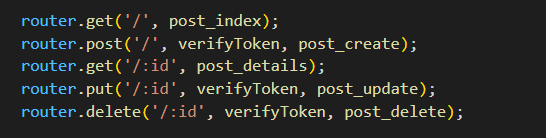 router.get('/', post_index);
router.post('/', verifyToken, post_create);
router.get('/:id', post_details);
router.put('/:id', verifyToken, post_update);
router.delete('/:id', verifyToken, post_delete);